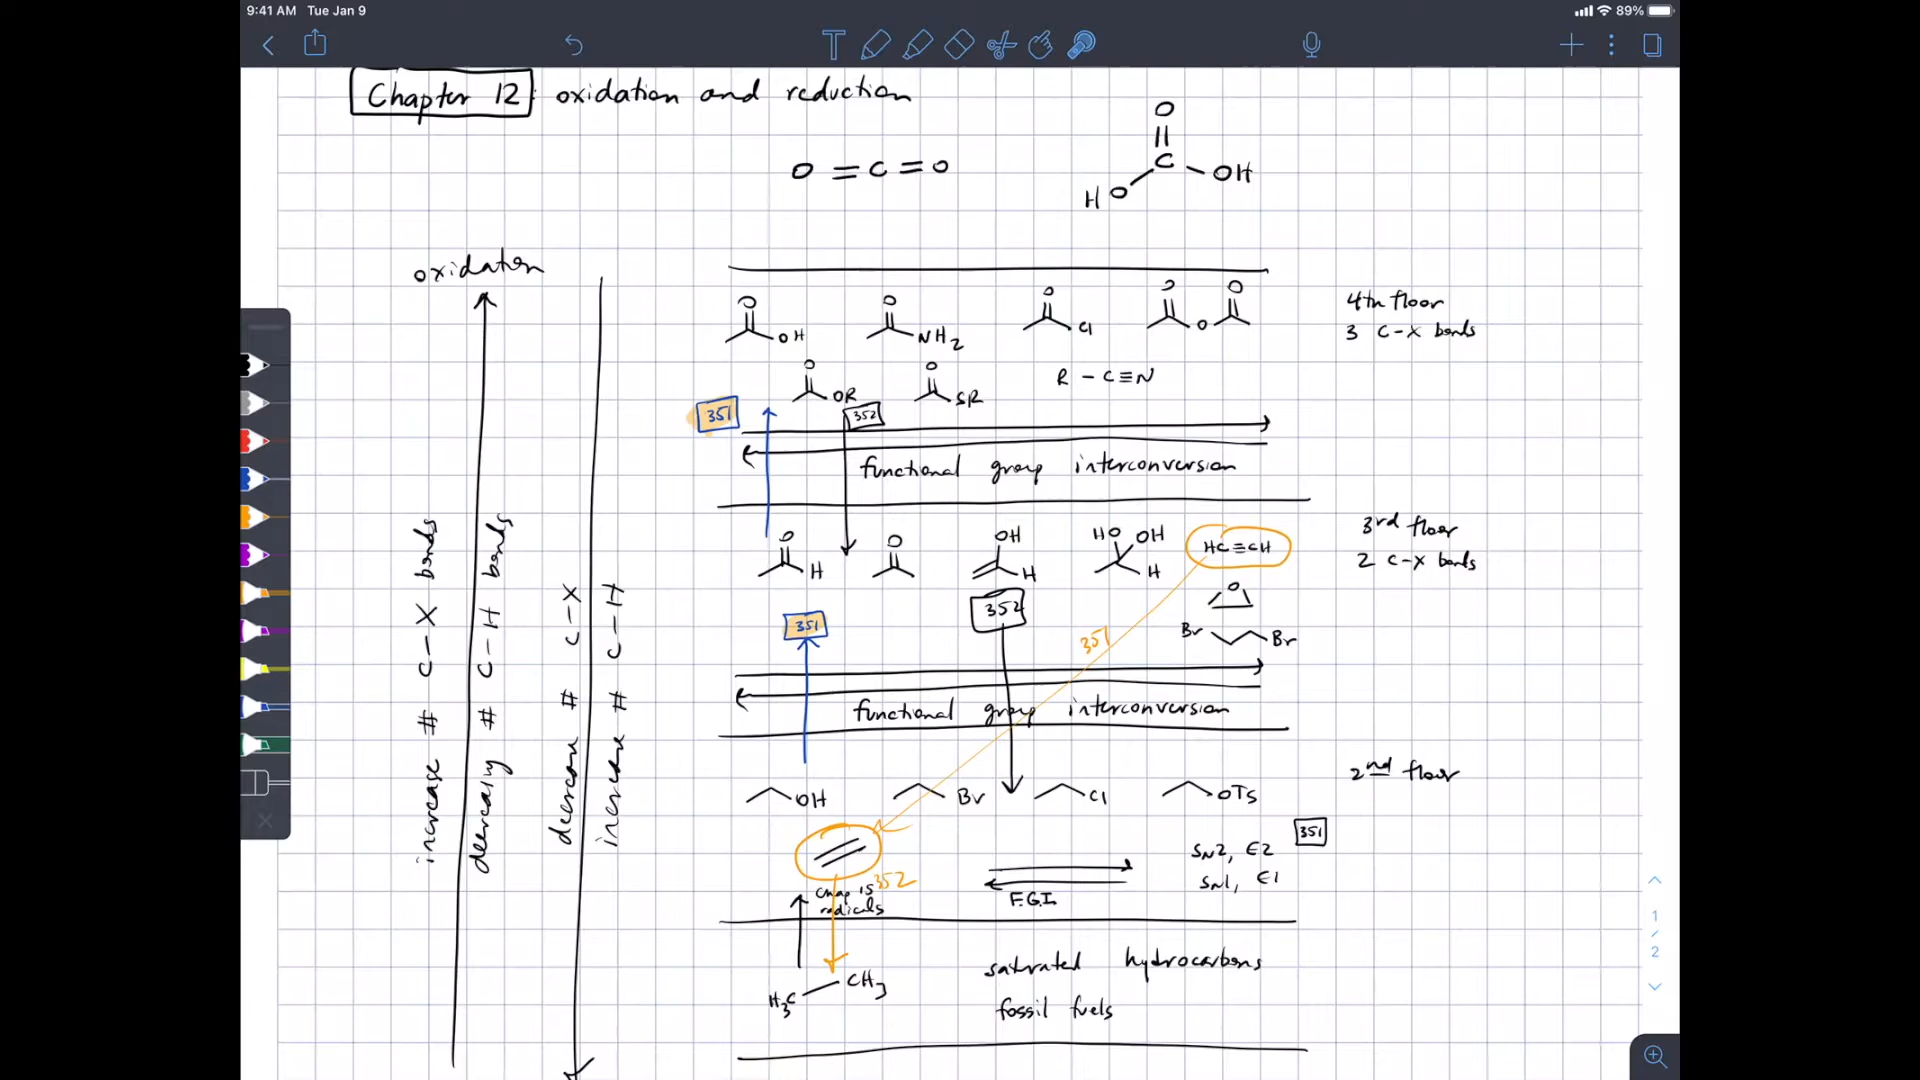 9:41 AM Tue Jan 9
89%
Chapter 12: oxidation and reduction
O
O = C = O
C
HO OH
oxidation
O O O O O
OH NH2 Cl O
4th floor
3 C-X bonds
O O
OR SR
R - C≡N
351
352
functional group interconversion
increase # C-X bonds
decreasing # C-H bonds
decrease # C-X
increase # C-H
O O OH HO OH
H H H
HC≡CH
3rd floor
2 C-X bonds
O
351
352
351
Br Br
functional group interconversion
2nd floor
OH Br Cl OTs
351
SN2, E2
SN1, E1
F.G.I.
chap 15
radicals
352
H3C CH3
saturated hydrocarbons
fossil fuels
1
/
2